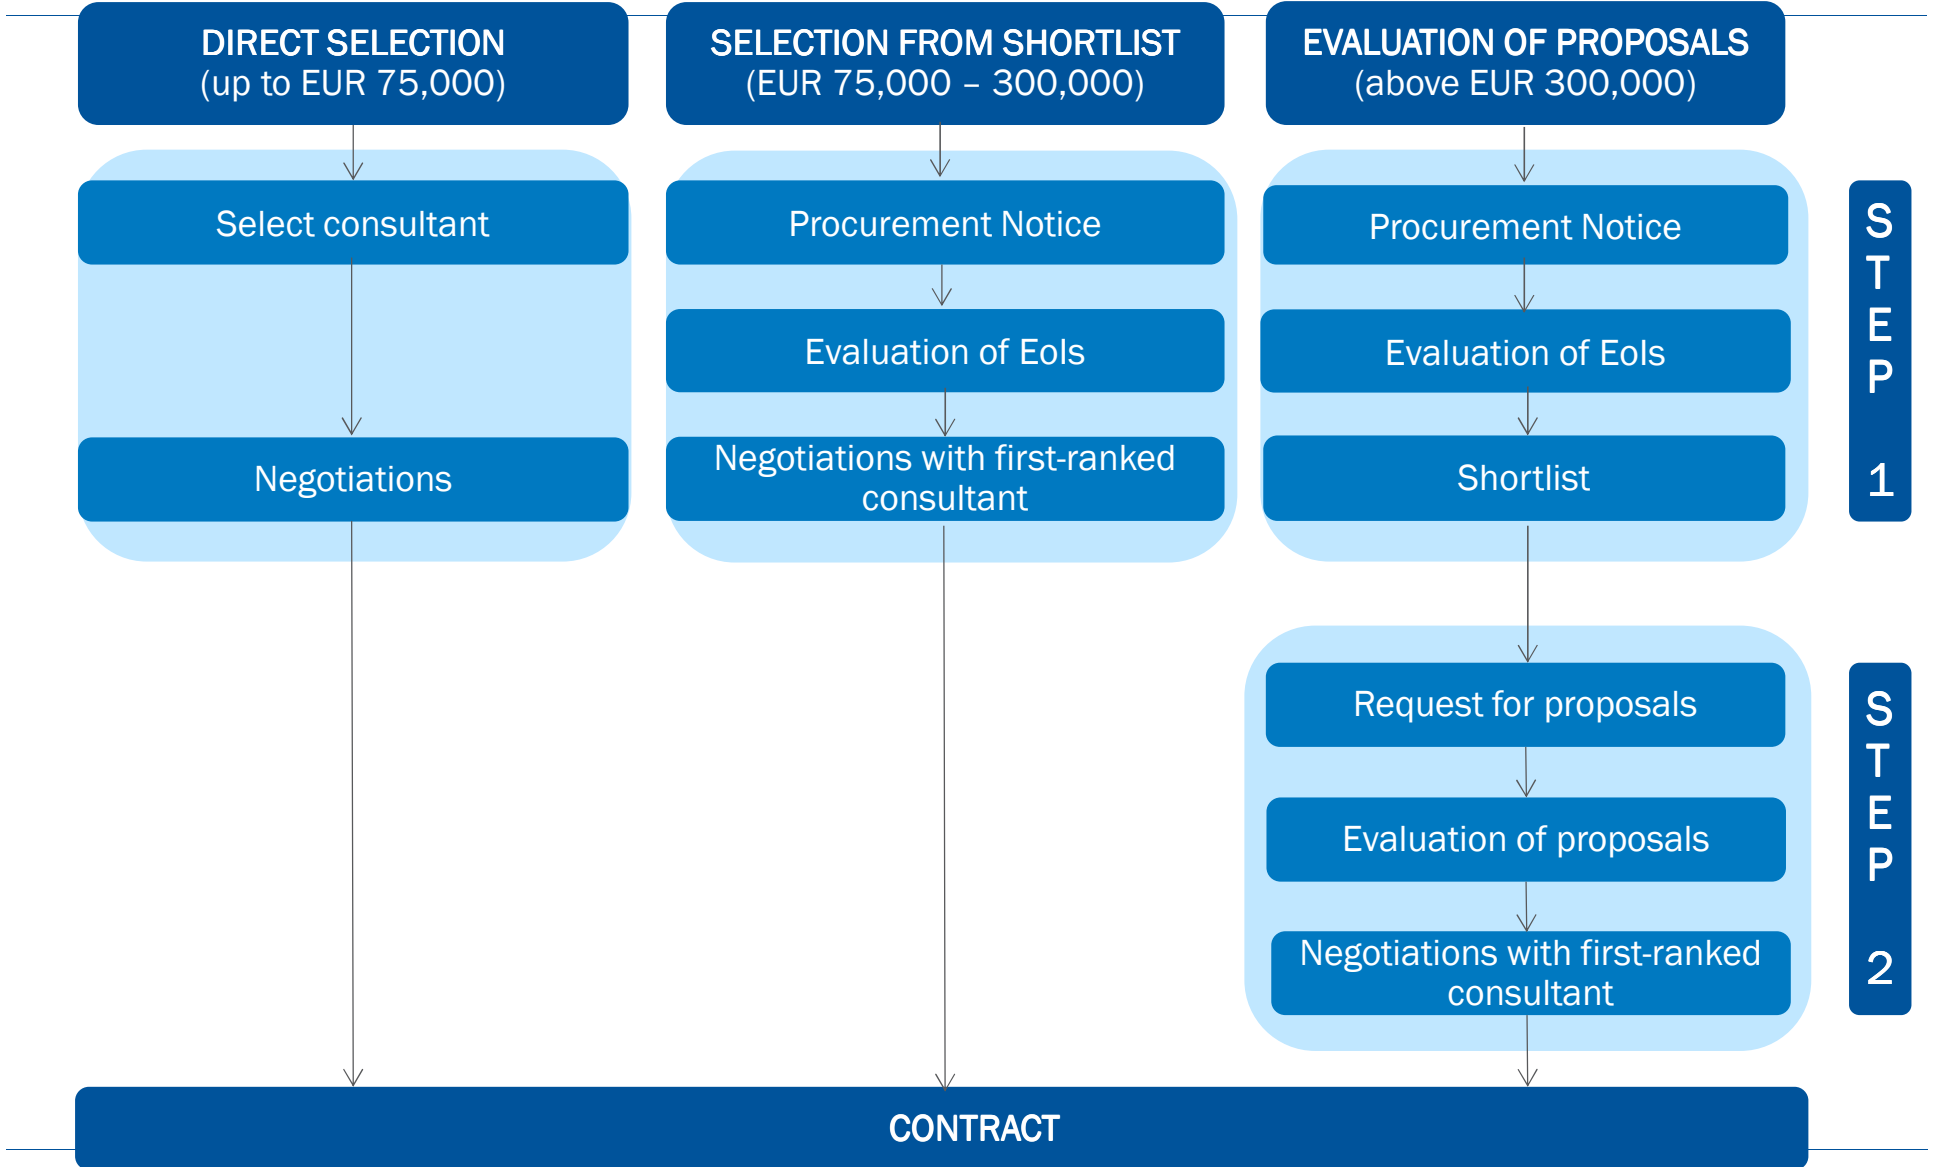 DIRECT SELECTION
(up to EUR 75,000)
Select consultant
Negotiations
SELECTION FROM SHORTLIST
(EUR 75,000 – 300,000)
Procurement Notice
Evaluation of EoIs
Negotiations with first-ranked
consultant
EVALUATION OF PROPOSALS
(above EUR 300,000)
Procurement Notice
Evaluation of EoIs
Shortlist
Request for proposals
Evaluation of proposals
Negotiations with first-ranked
consultant
S
T
E
P
1
S
T
E
P
2
CONTRACT